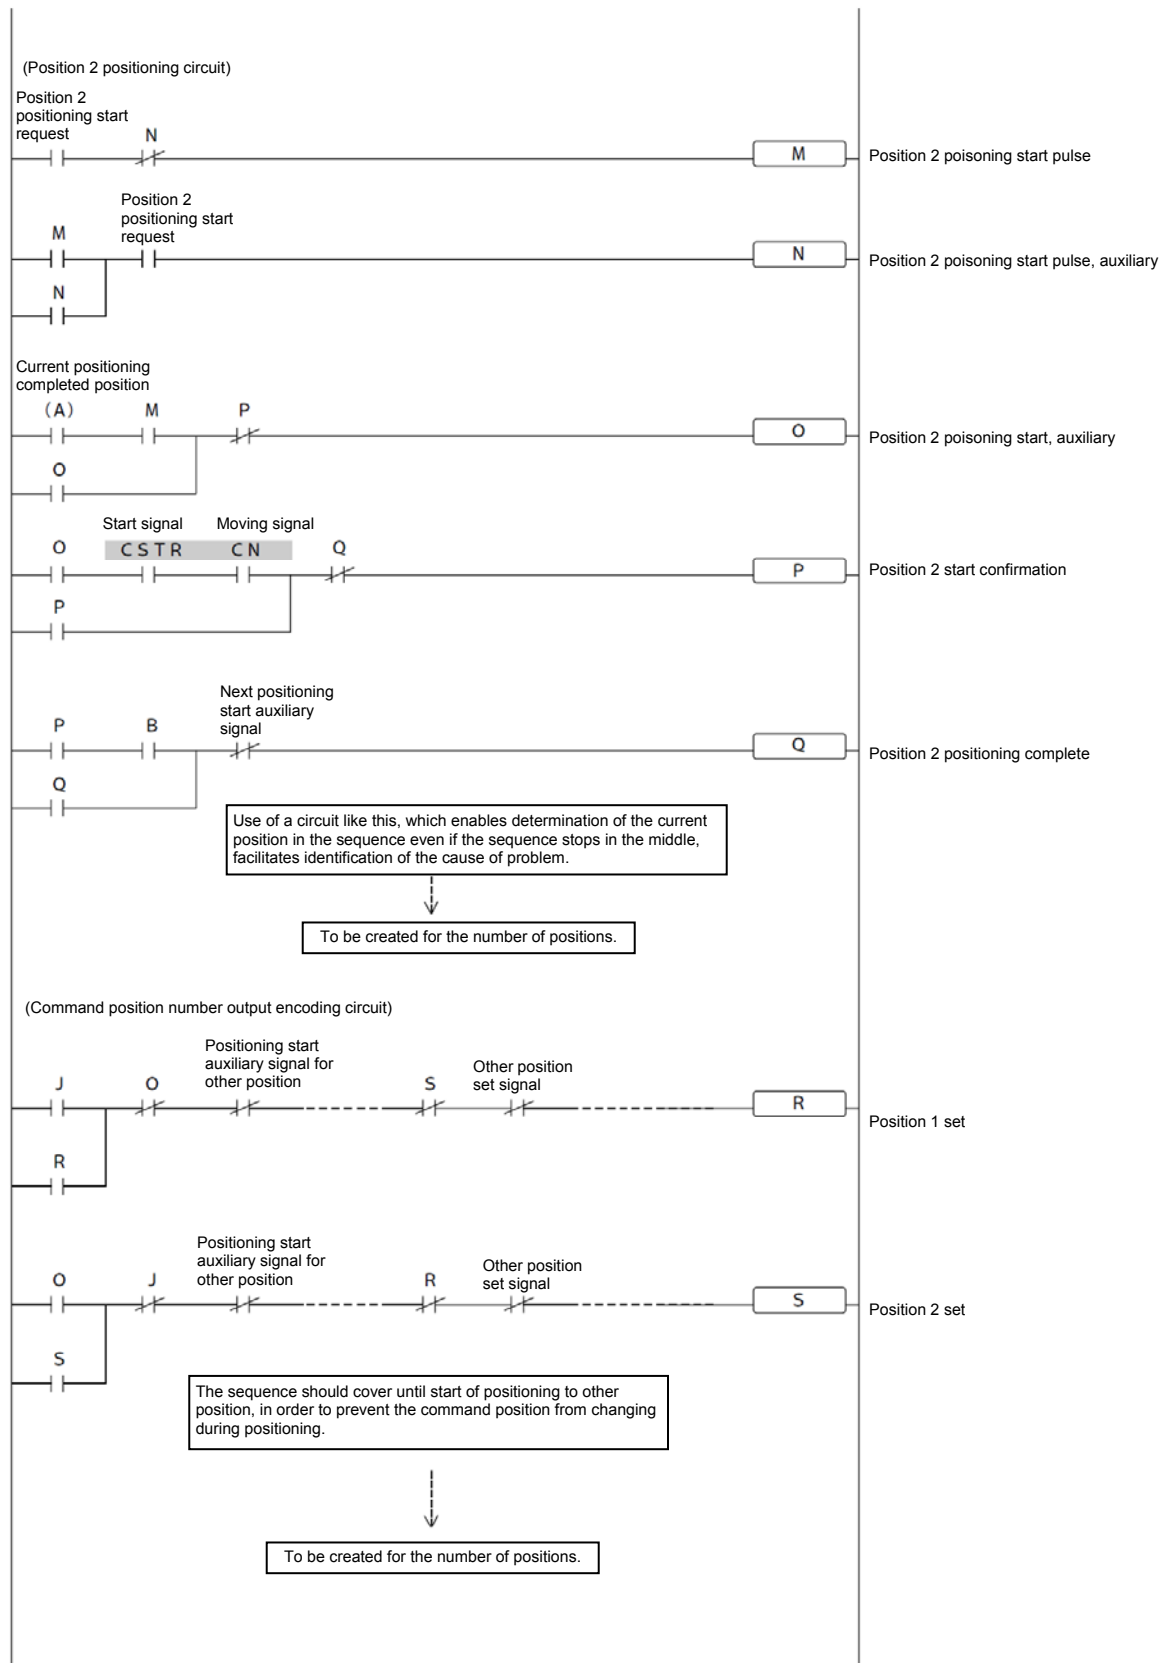 (Position 2 positioning circuit)
Position 2
positioning start
request
N
M
Position 2 poisoning start pulse
Position 2
positioning start
request
M
N
Position 2 poisoning start pulse, auxiliary
N
Current positioning
completed position
(A)
M
P
O
Position 2 poisoning start, auxiliary
O
Start signal
Moving signal
O
CSTR
CN
Q
P
Position 2 start confirmation
P
Next positioning
start auxiliary
signal
P
B
Q
Position 2 positioning complete
Q
Use of a circuit like this, which enables determination of the current
position in the sequence even if the sequence stops in the middle,
facilitates identification of the cause of problem.
To be created for the number of positions.
(Command position number output encoding circuit)
Positioning start
auxiliary signal for
other position
Other position
set signal
J
O
S
R
Position 1 set
R
Positioning start
auxiliary signal for
other position
Other position
set signal
O
J
R
S
Position 2 set
S
The sequence should cover until start of positioning to other
position, in order to prevent the command position from changing
during positioning.
To be created for the number of positions.